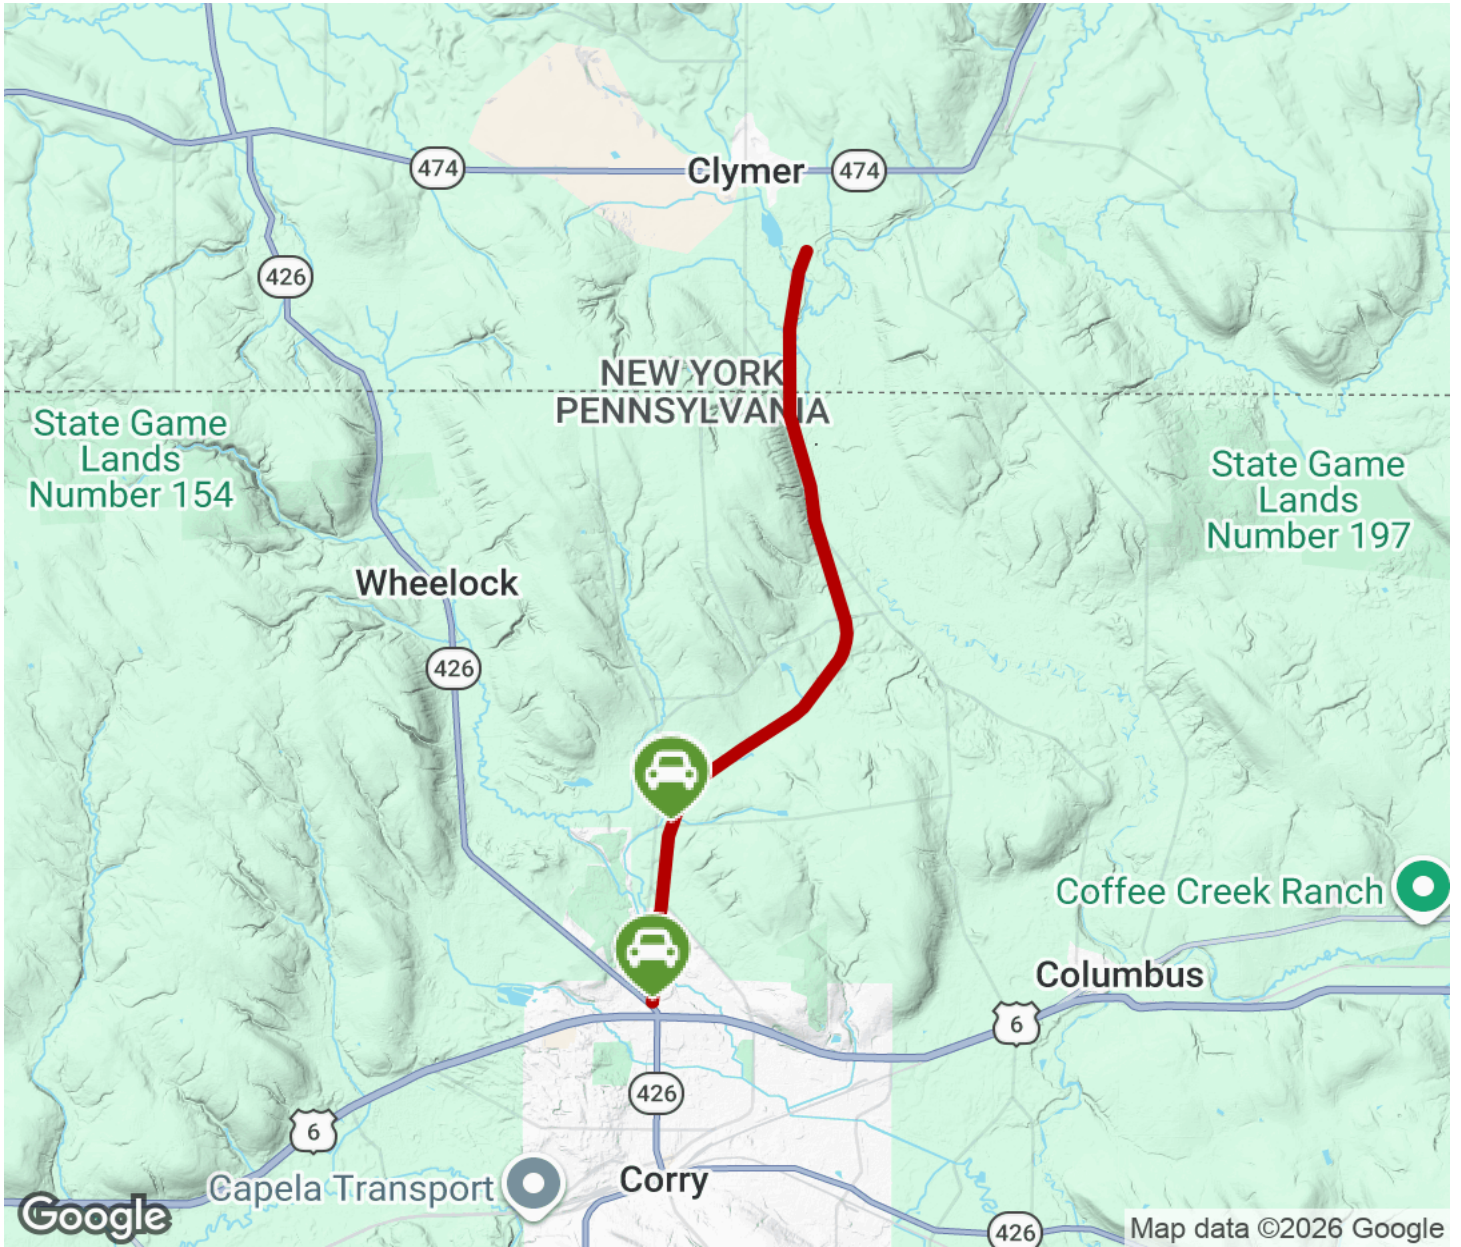 474
Clymer
474
426
NEW YORK
PENNSYLVANIA
State Game
Lands
Number 154
State Game
Lands
Number 197
Wheelock
426
Coffee Creek Ranch
Columbus
6
426
6
Capela Transport
Corry
426
Google
Map data ©2026 Google